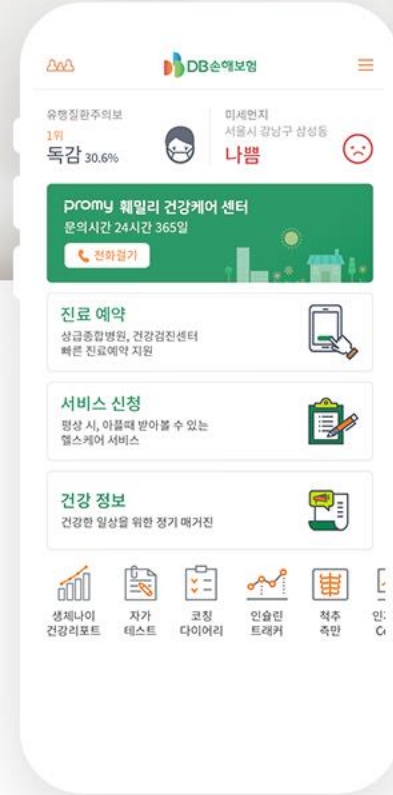 DB손해보험
유행질환주의보
1위
독감 30.6%
미세먼지
서울시 강남구 삼성동
나쁨
promy 훼밀리 건강케어 센터
문의시간 24시간 365일
전화걸기
진료 예약
상급종합병원, 건강검진센터
빠른 진료예약 지원
서비스 신청
평상 시, 아플때 받아볼 수 있는
헬스케어 서비스
건강 정보
건강한 일상을 위한 정기 매거진
생체나이
건강리포트
자가
테스트
코칭
다이어리
인슐린
트래커
척추
측만